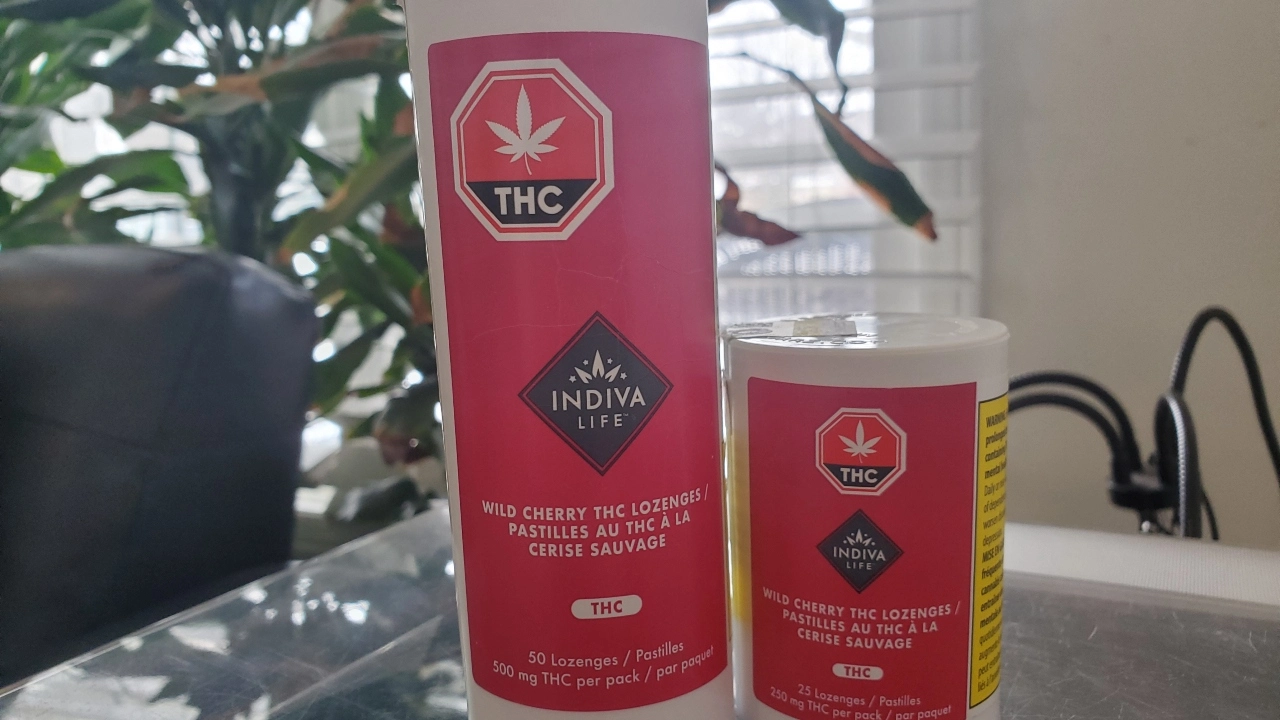 THC
INDIVA
LIFE™
WILD CHERRY THC LOZENGES /
PASTILLES AU THC À LA
CERISE SAUVAGE
THC
50 Lozenges / Pastilles
500 mg THC per pack / par paquet
THC
INDIVA
LIFE
WILD CHERRY THC LOZENGES /
PASTILLES AU THC À LA
CERISE SAUVAGE
THC
25 Lozenges / Pastilles
250 mg THC per pack / par paquet
WARNING